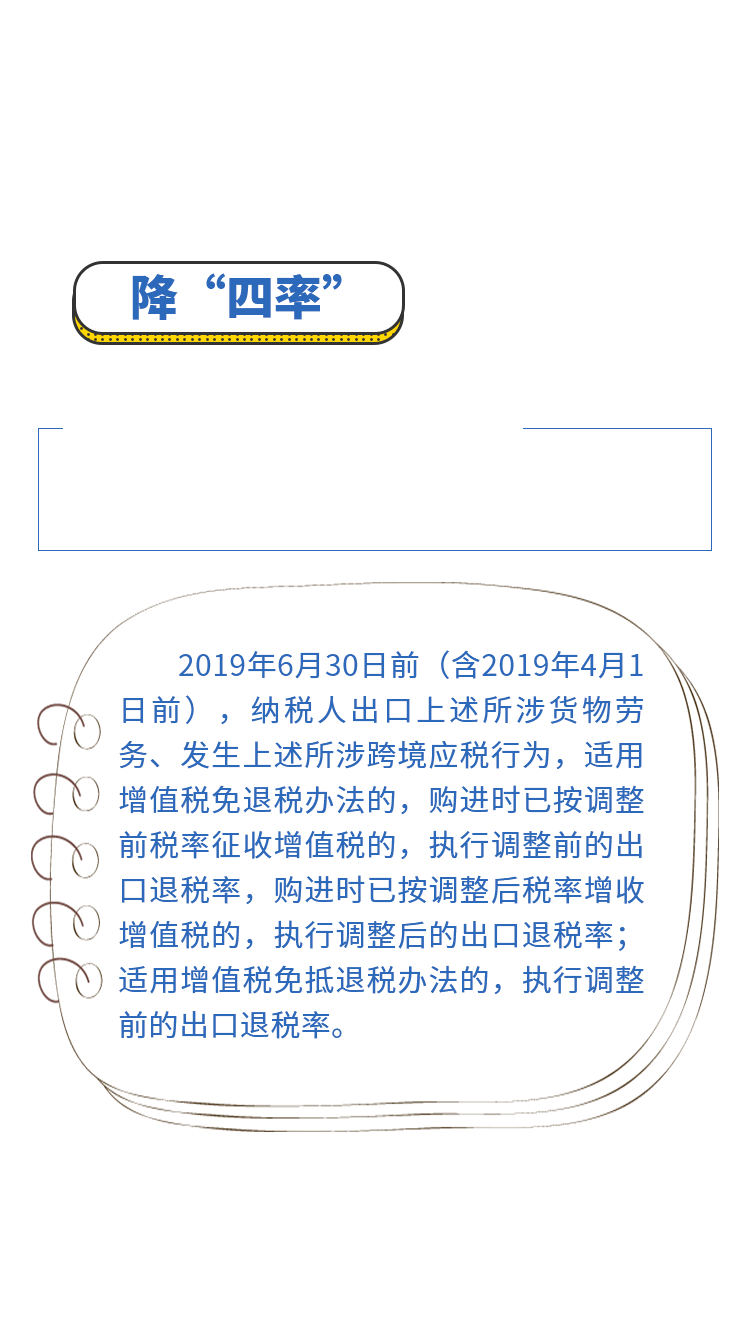 降“四率”
2019年6月30日前（含2019年4月1
日前），纳税人出口上述所涉货物劳
务、发生上述所涉跨境应税行为，适用
增值税免退税办法的，购进时已按调整
前税率征收增值税的，执行调整前的出
口退税率，购进时已按调整后税率增收
增值税的，执行调整后的出口退税率；
适用增值税免抵退税办法的，执行调整
前的出口退税率。